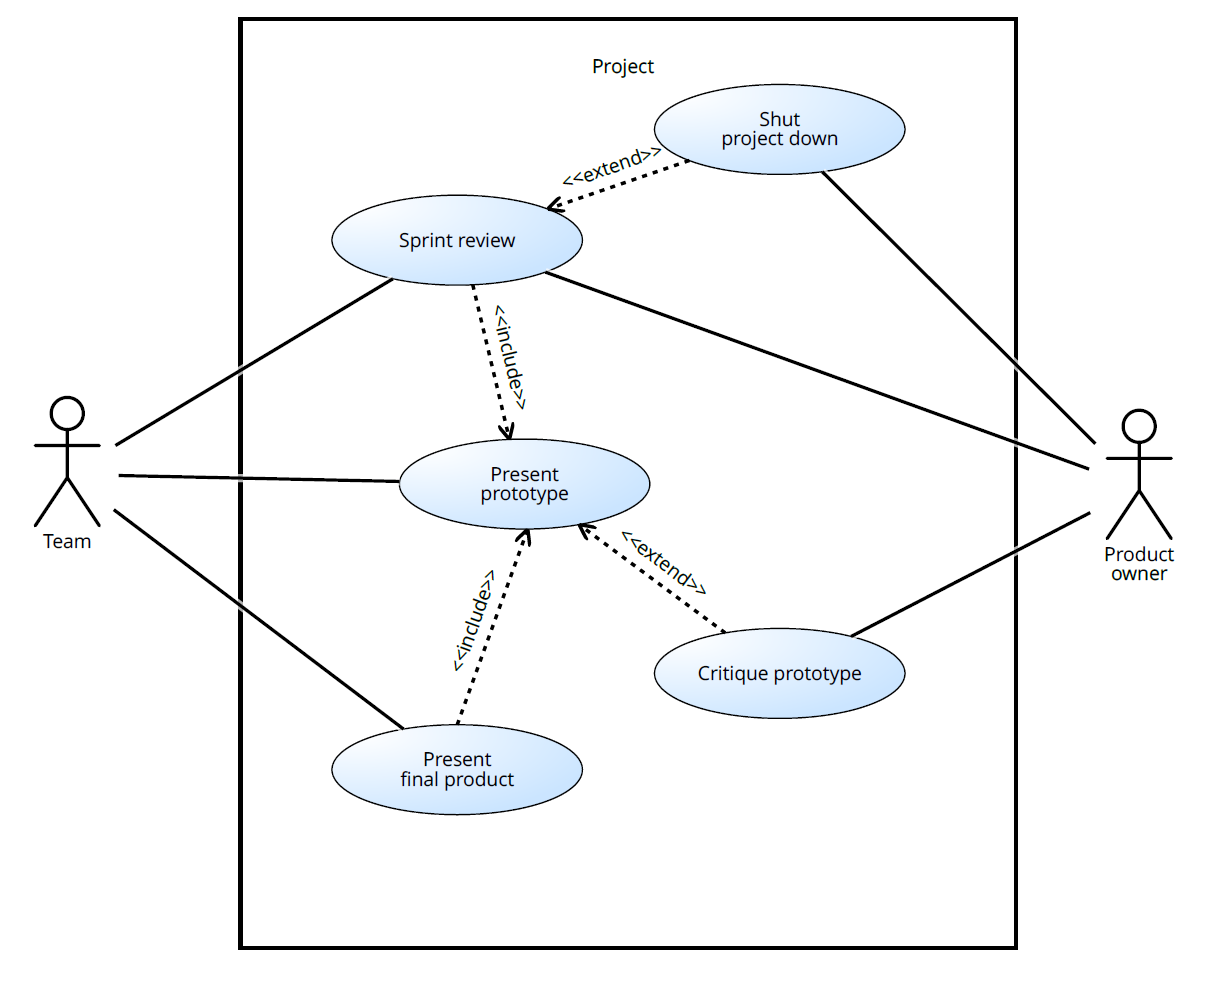 Project
Shut
project down
<<extend>>
Sprint review
<<include>>
Present
prototype
Team
Product
owner
<<extend>>
<<include>>
Critique prototype
Present
final product